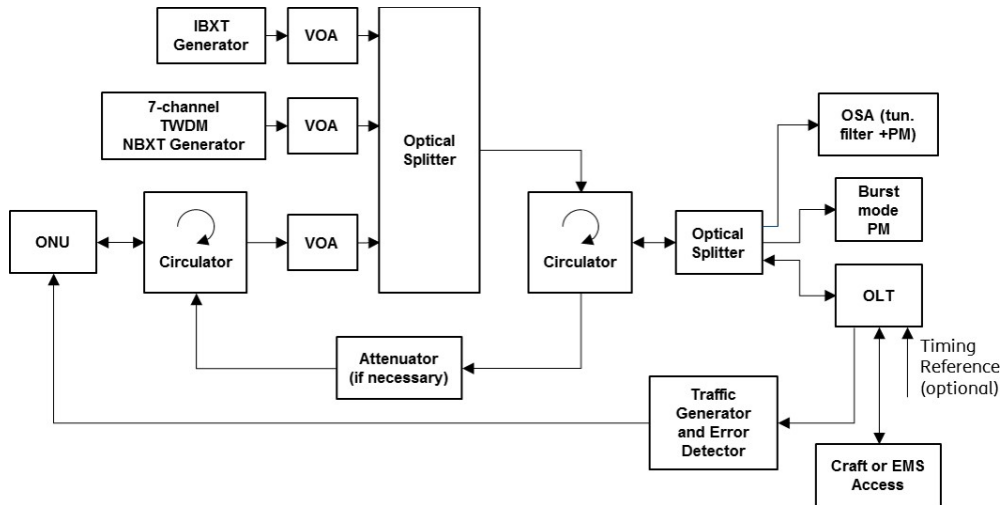 IBXT
Generator
VOA
7-channel
TWDM
NBXT Generator
VOA
Optical
Splitter
OSA (tun.
filter +PM)
ONU
Circulator
VOA
Circulator
Optical
Splitter
Burst
mode
PM
OLT
Attenuator
(if necessary)
Timing
Reference
(optional)
Traffic
Generator
and Error
Detector
Craft or EMS
Access